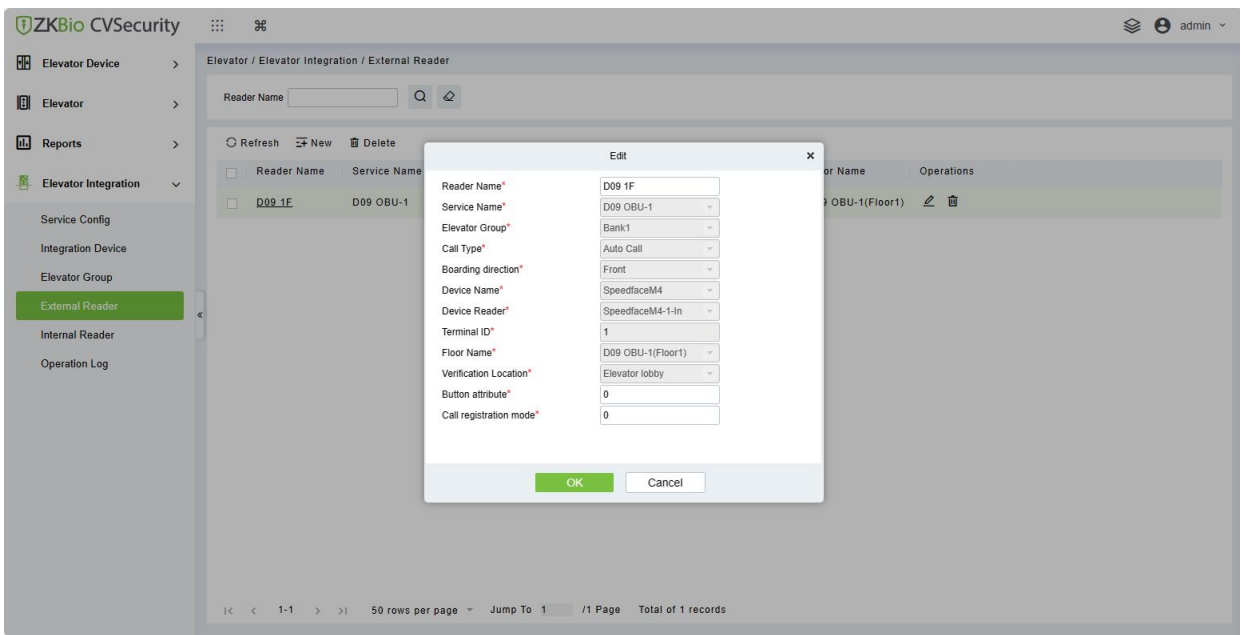 ZKBio CVSecurity
admin
Elevator Device
Elevator
Reports
Elevator Integration
Service Config
Integration Device
Elevator Group
External Reader
Internal Reader
Operation Log
Elevator / Elevator Integration / External Reader
Reader Name
Refresh New Delete
Reader Name Service Name or Name Operations
D09 1F D09 OBU-1 OBU-1(Floor1)
Edit
Reader Name* D09 1F
Service Name* D09 OBU-1
Elevator Group* Bank1
Call Type* Auto Call
Boarding direction* Front
Device Name* SpeedfaceM4
Device Reader* SpeedfaceM4-1-In
Terminal ID* 1
Floor Name* D09 OBU-1(Floor1)
Verification Location* Elevator lobby
Button attribute* 0
Call registration mode* 0
OK Cancel
1-1 50 rows per page Jump To 1 /1 Page Total of 1 records